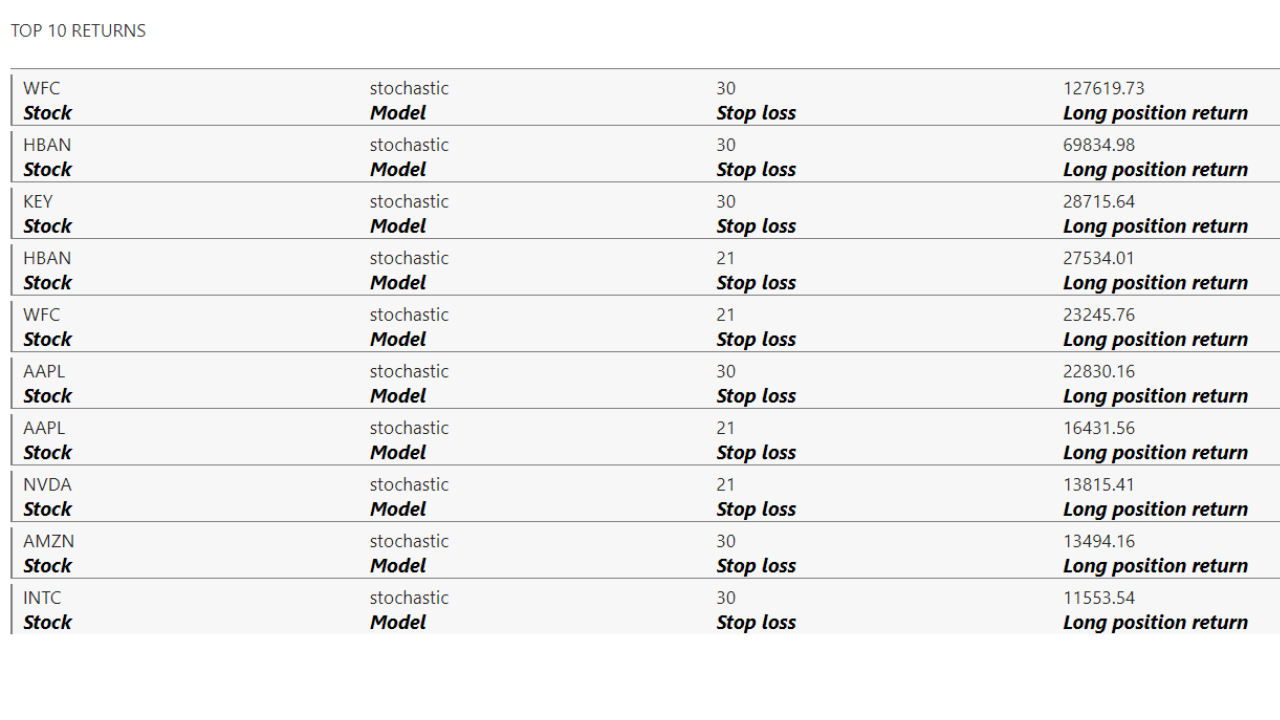 TOP 10 RETURNS
WFC stochastic 30 127619.73
Stock Model Stop loss Long position return
HBAN stochastic 30 69834.98
Stock Model Stop loss Long position return
KEY stochastic 30 28715.64
Stock Model Stop loss Long position return
HBAN stochastic 21 27534.01
Stock Model Stop loss Long position return
WFC stochastic 21 23245.76
Stock Model Stop loss Long position return
AAPL stochastic 30 22830.16
Stock Model Stop loss Long position return
AAPL stochastic 21 16431.56
Stock Model Stop loss Long position return
NVDA stochastic 21 13815.41
Stock Model Stop loss Long position return
AMZN stochastic 30 13494.16
Stock Model Stop loss Long position return
INTC stochastic 30 11553.54
Stock Model Stop loss Long position return